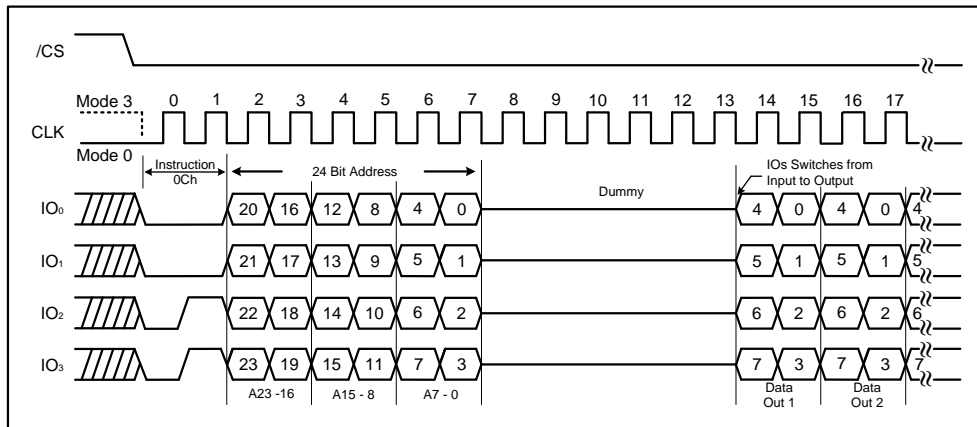 /CS
Mode 3
0 1 2 3 4 5 6 7 8 9 10 11 12 13 14 15 16 17
CLK
Mode 0
Instruction
0Ch
24 Bit Address
IOs Switches from
Input to Output
Dummy
IO0 20 16 12 8 4 0 4 0 4 0 4
IO1 21 17 13 9 5 1 5 1 5 1 5
IO2 22 18 14 10 6 2 6 2 6 2 6
IO3 23 19 15 11 7 3 7 3 7 3 7
A23 -16 A15 - 8 A7 - 0
Data
Out 1
Data
Out 2